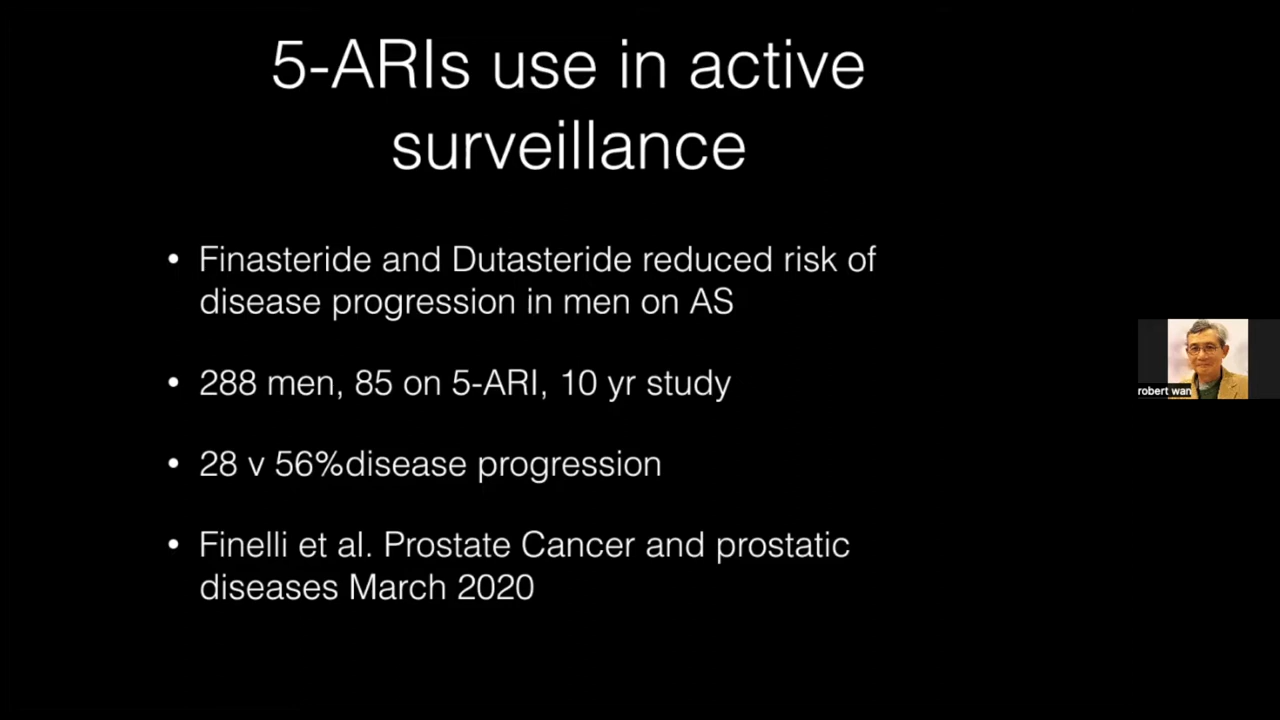 5-ARIs use in active
surveillance
• Finasteride and Dutasteride reduced risk of
disease progression in men on AS
• 288 men, 85 on 5-ARI, 10 yr study
• 28 v 56%disease progression
• Finelli et al. Prostate Cancer and prostatic
diseases March 2020
robert wan